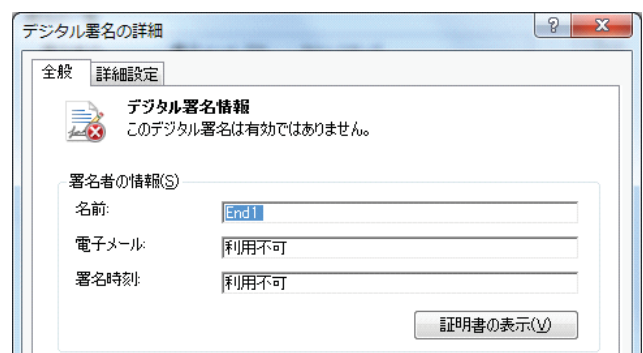 デジタル署名の詳細
全般
詳細設定
デジタル署名情報
このデジタル署名は有効ではありません。
署名者の情報(S)
名前:
End1
電子メール:
利用不可
署名時刻:
利用不可
証明書の表示(V)